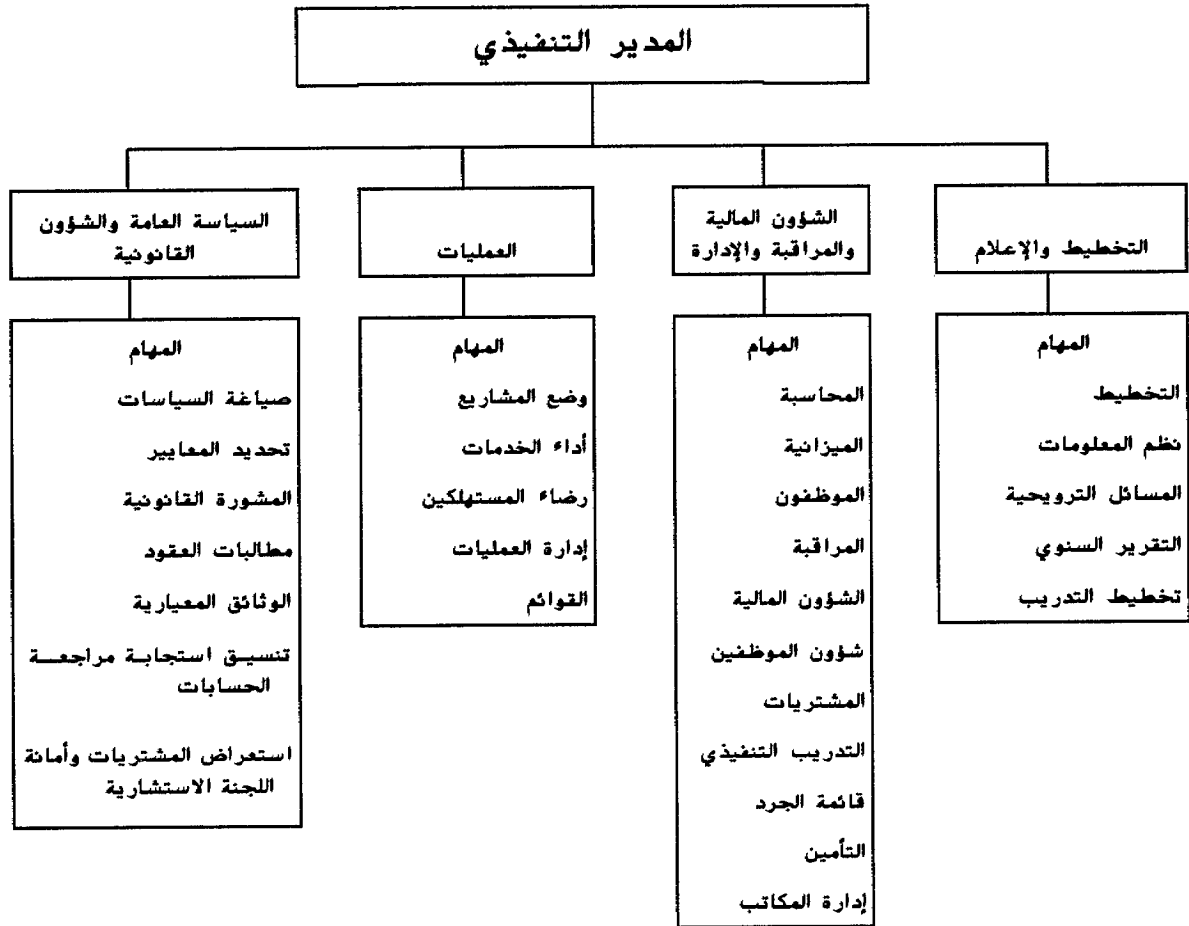 المدير التنفيذي
التخطيط والإعلام
الشؤون المالية
والمراقبة والإدارة
العمليات
السياسة العامة والشؤون
القانونية
المهام
التخطيط
نظم المعلومات
المسائل الترويحية
التقرير السنوي
تخطيط التدريب
المهام
المحاسبة
الميزانية
الموظفون
المراقبة
الشؤون المالية
شؤون الموظفين
المشتريات
التدريب التنفيذي
قائمة الجرد
التأمين
إدارة المكاتب
المهام
وضع المشاريع
أداء الخدمات
رضاء المستهلكين
إدارة العمليات
القوائم
المهام
صياغة السياسات
تحديد المعايير
المشورة القانونية
مطالبات العقود
الوثائق المعيارية
تنسيق استجابة مراجعة
الحسابات
استعراض المشتريات وأمانة
اللجنة الاستشارية